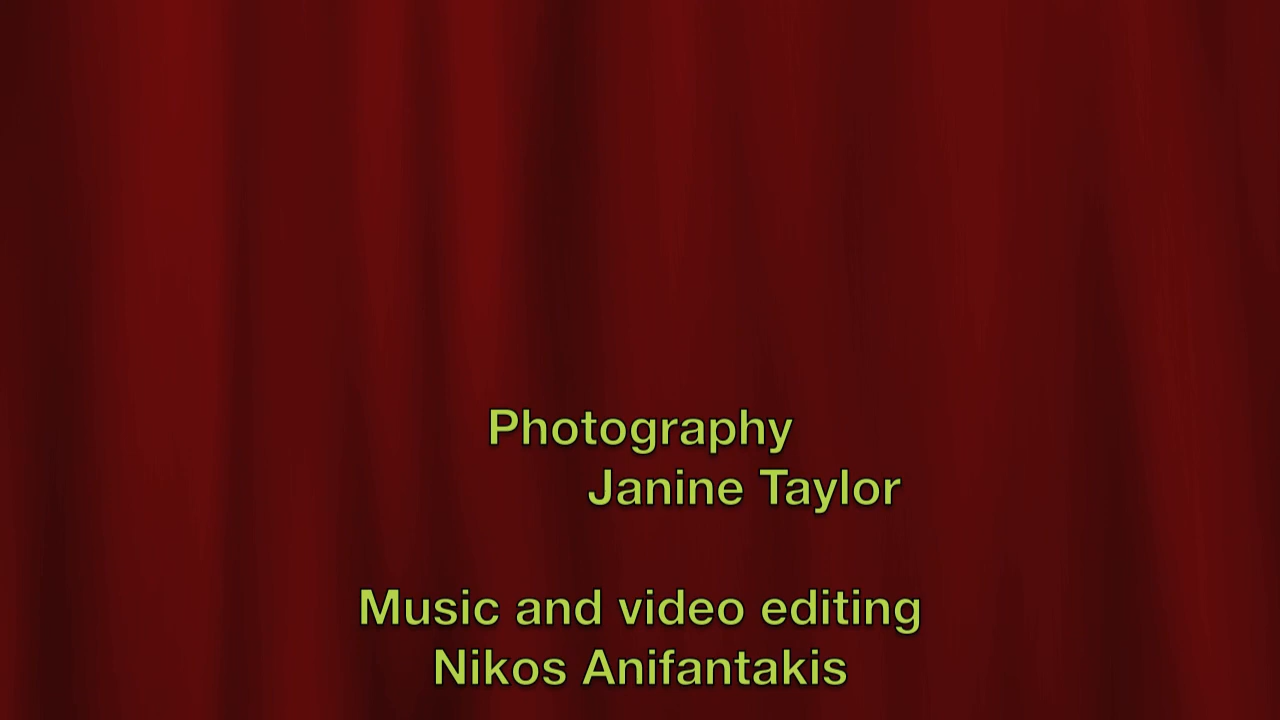 Photography
Janine Taylor
Music and video editing
Nikos Anifantakis